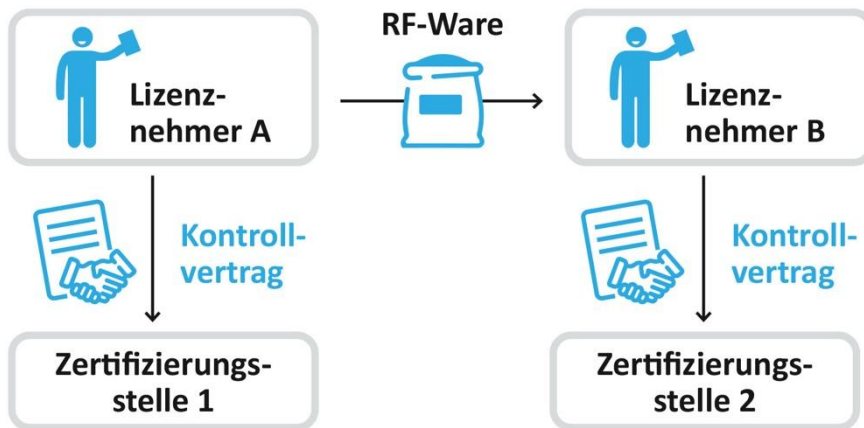 RF-Ware
Lizenz-
nehmer A
Lizenz-
nehmer B
Kontroll-
vertrag
Kontroll-
vertrag
Zertifizierungs-
stelle 1
Zertifizierungs-
stelle 2